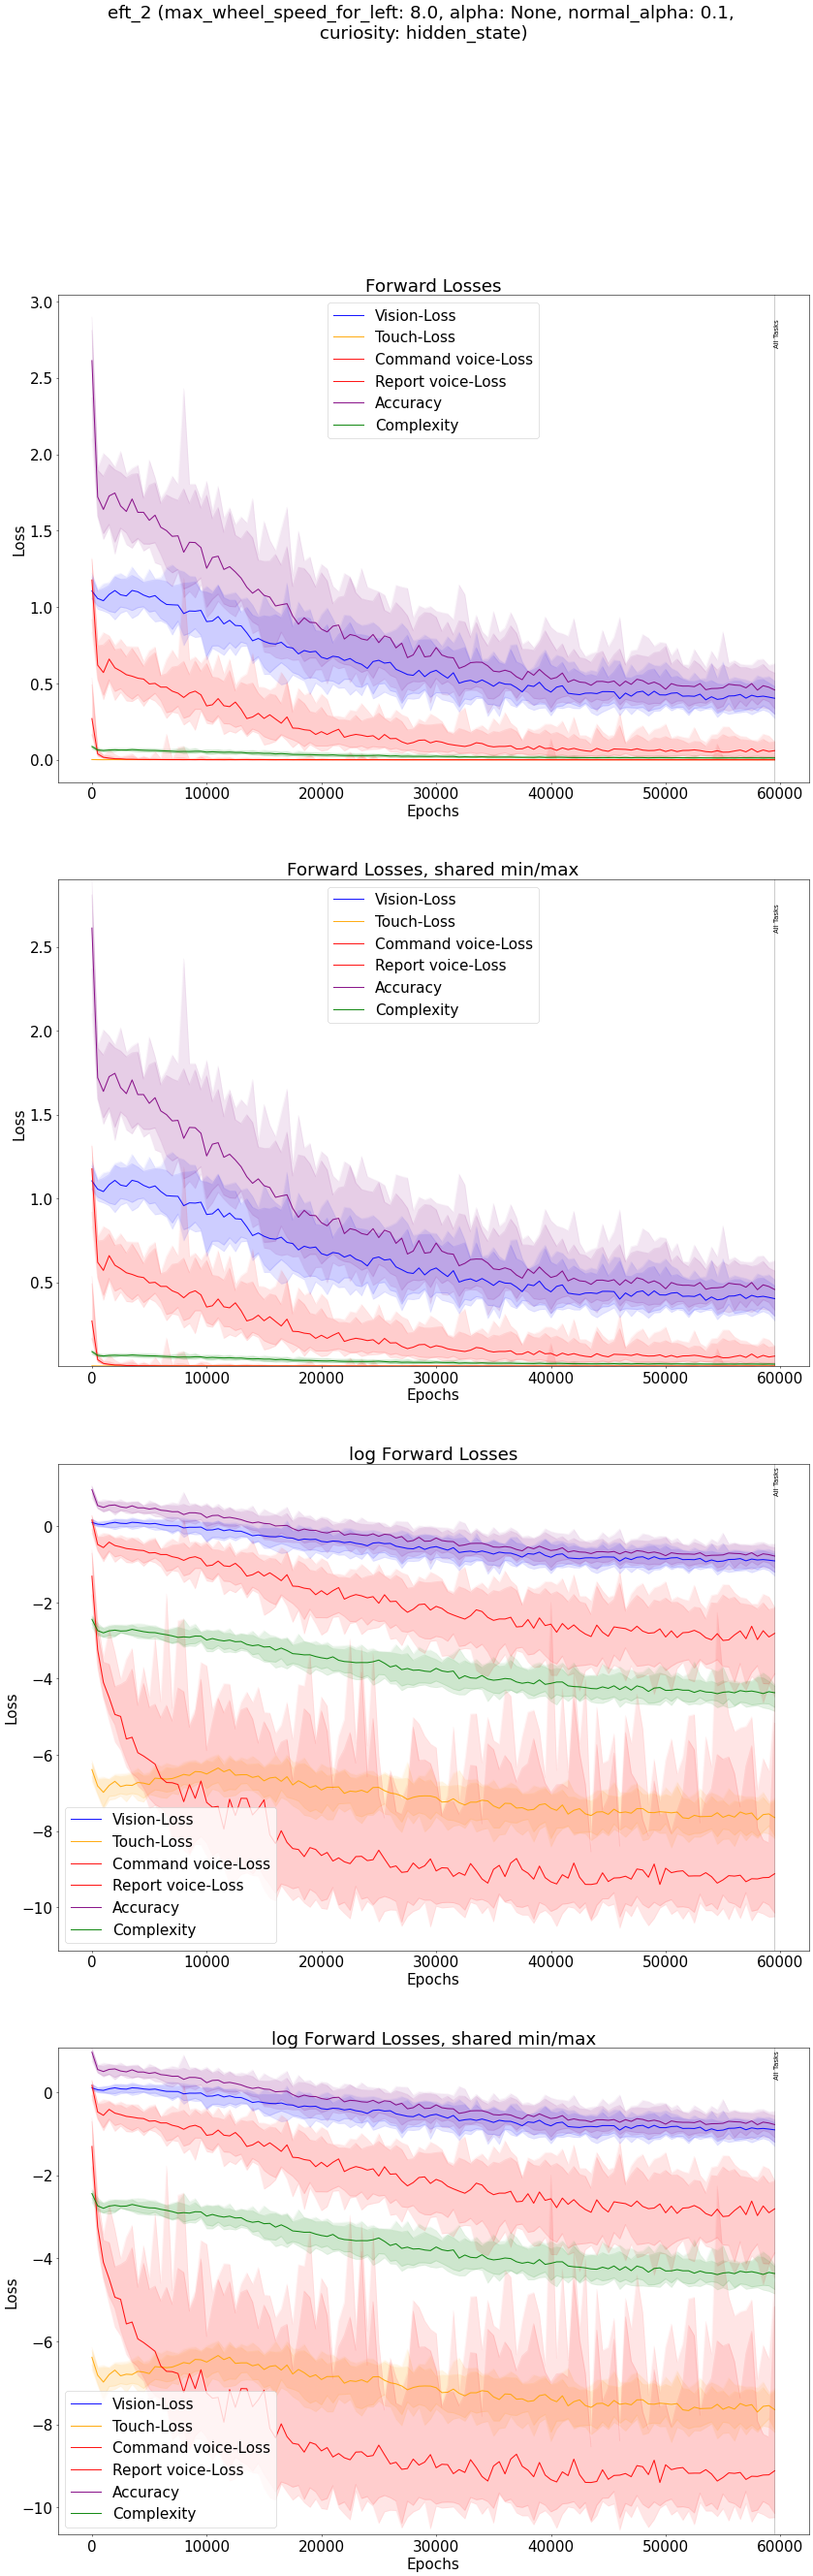 eft_2 (max_wheel_speed_for_left: 8.0, alpha: None, normal_alpha: 0.1,
curiosity: hidden_state)
Forward Losses
3.0
2.5
2.0
1.5
1.0
0.5
0.0
Loss
Vision-Loss
Touch-Loss
Command voice-Loss
Report voice-Loss
Accuracy
Complexity
All Tasks
0 10000 20000 30000 40000 50000 60000
Epochs
Forward Losses, shared min/max
2.5
2.0
1.5
1.0
0.5
Loss
Vision-Loss
Touch-Loss
Command voice-Loss
Report voice-Loss
Accuracy
Complexity
All Tasks
0 10000 20000 30000 40000 50000 60000
Epochs
log Forward Losses
0
−2
−4
−6
−8
−10
Loss
All Tasks
Vision-Loss
Touch-Loss
Command voice-Loss
Report voice-Loss
Accuracy
Complexity
0 10000 20000 30000 40000 50000 60000
Epochs
log Forward Losses, shared min/max
0
−2
−4
−6
−8
−10
Loss
All Tasks
Vision-Loss
Touch-Loss
Command voice-Loss
Report voice-Loss
Accuracy
Complexity
0 10000 20000 30000 40000 50000 60000
Epochs